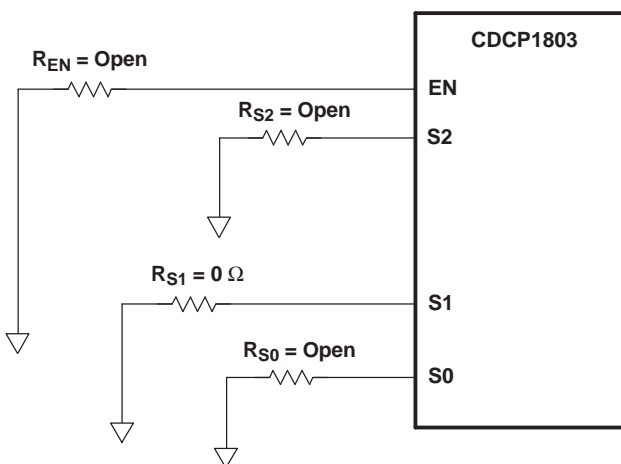 CDCP1803
R_EN = Open
EN
R_S2 = Open
S2
R_S1 = 0 Ω
S1
R_S0 = Open
S0